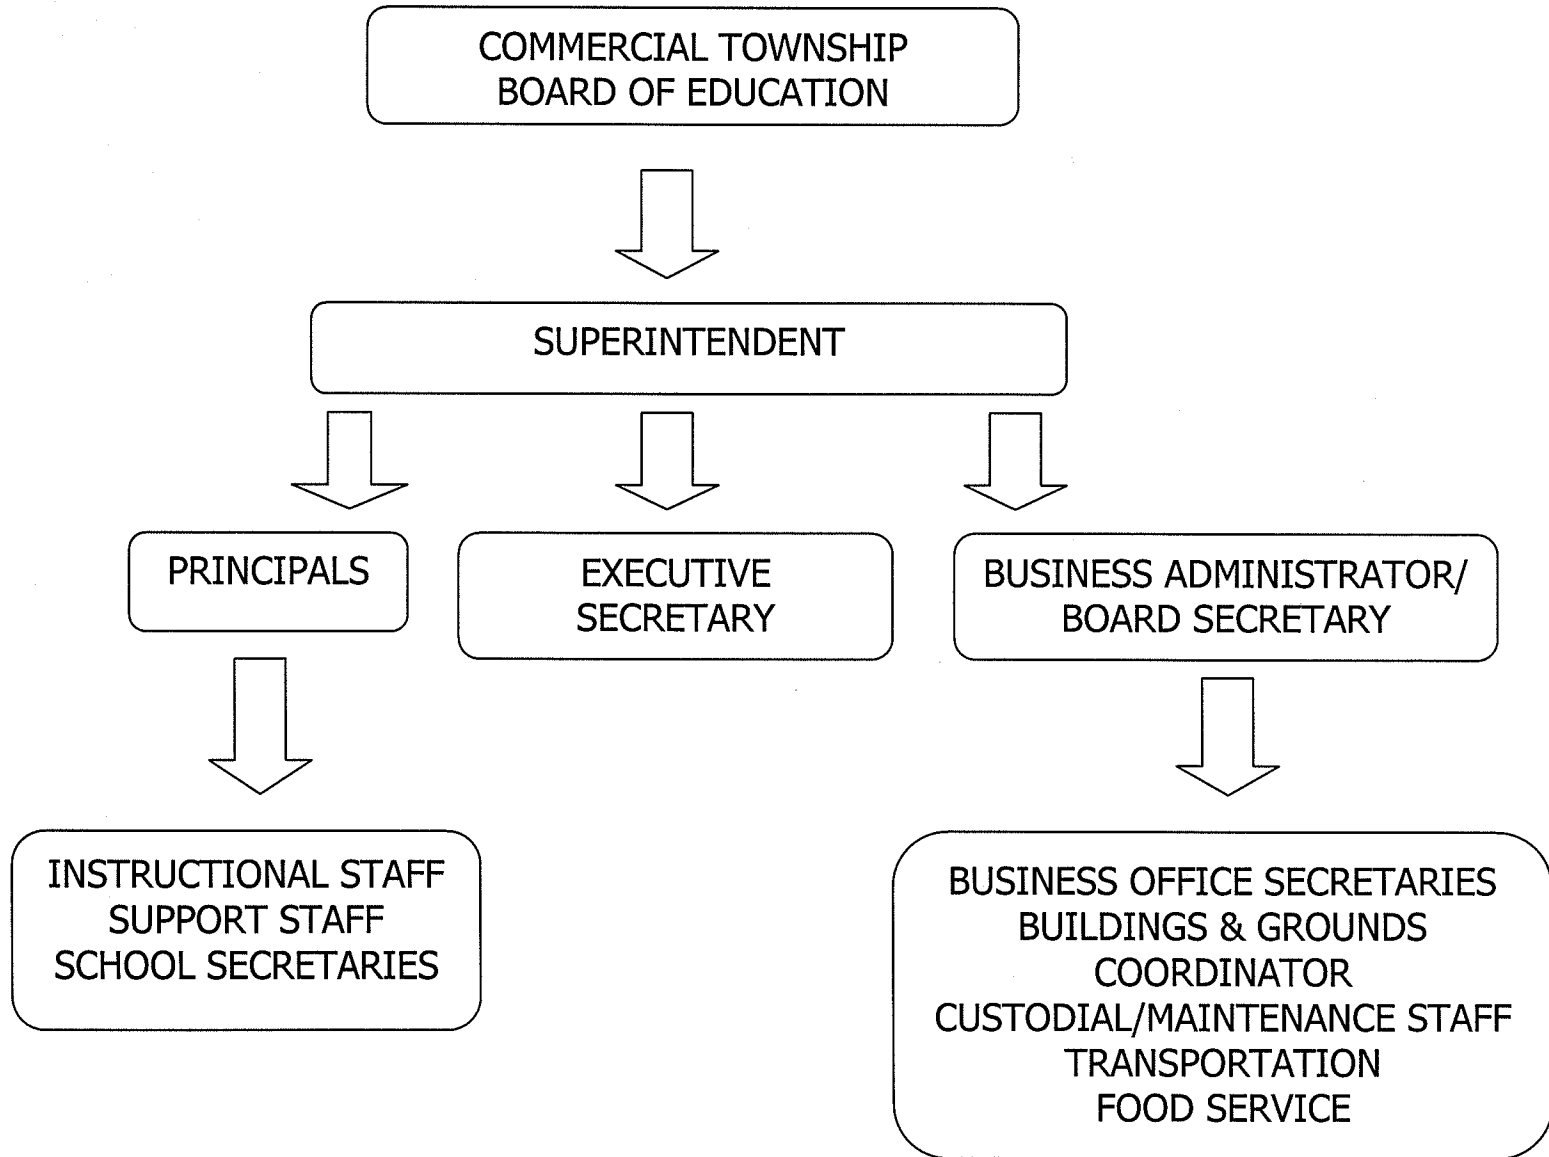 COMMERCIAL TOWNSHIP
BOARD OF EDUCATION
SUPERINTENDENT
PRINCIPALS
EXECUTIVE
SECRETARY
BUSINESS ADMINISTRATOR/
BOARD SECRETARY
INSTRUCTIONAL STAFF
SUPPORT STAFF
SCHOOL SECRETARIES
BUSINESS OFFICE SECRETARIES
BUILDINGS & GROUNDS
COORDINATOR
CUSTODIAL/MAINTENANCE STAFF
TRANSPORTATION
FOOD SERVICE